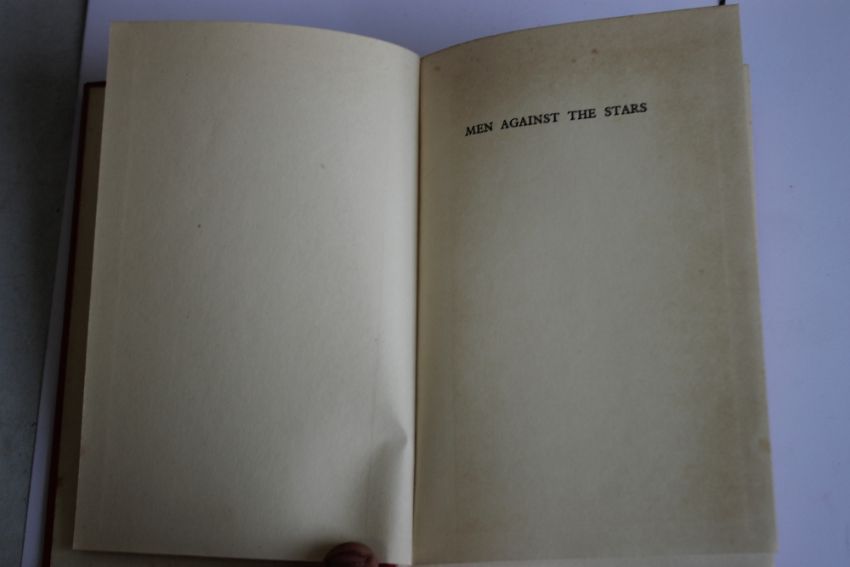 MEN AGAINST THE STARS